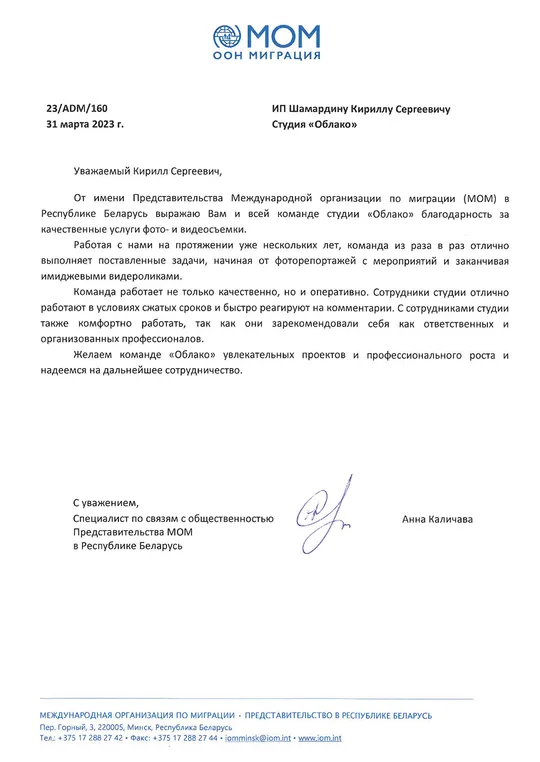 МОМ
ООН МИГРАЦИЯ
23/ADM/160
31 марта 2023 г.
ИП Шамардину Кириллу Сергеевичу
Студия «Облако»
Уважаемый Кирилл Сергеевич,
От имени Представительства Международной организации по миграции (МОМ) в
Республике Беларусь выражаю Вам и всей команде студии «Облако» благодарность за
качественные услуги фото- и видеосъемки.
Работая с нами на протяжении уже нескольких лет, команда из раза в раз отлично
выполняет поставленные задачи, начиная от фоторепортажей с мероприятий и заканчивая
имиджевыми видероликами.
Команда работает не только качественно, но и оперативно. Сотрудники студии отлично
работают в условиях сжатых сроков и быстро реагируют на комментарии. С сотрудниками студии
также комфортно работать, так как они зарекомендовали себя как ответственных и
организованных профессионалов.
Желаем команде «Облако» увлекательных проектов и профессионального роста и
надеемся на дальнейшее сотрудничество.
С уважением,
Специалист по связям с общественностью
Представительства МОМ
в Республике Беларусь
Анна Каличава
МЕЖДУНАРОДНАЯ ОРГАНИЗАЦИЯ ПО МИГРАЦИИ • ПРЕДСТАВИТЕЛЬСТВО В РЕСПУБЛИКЕ БЕЛАРУСЬ
Пер. Горный, 3, 220005, Минск, Республика Беларусь
Тел.: +375 17 288 27 42 • Факс: +375 17 288 27 44 • iomminsk@iom.int • www.iom.int